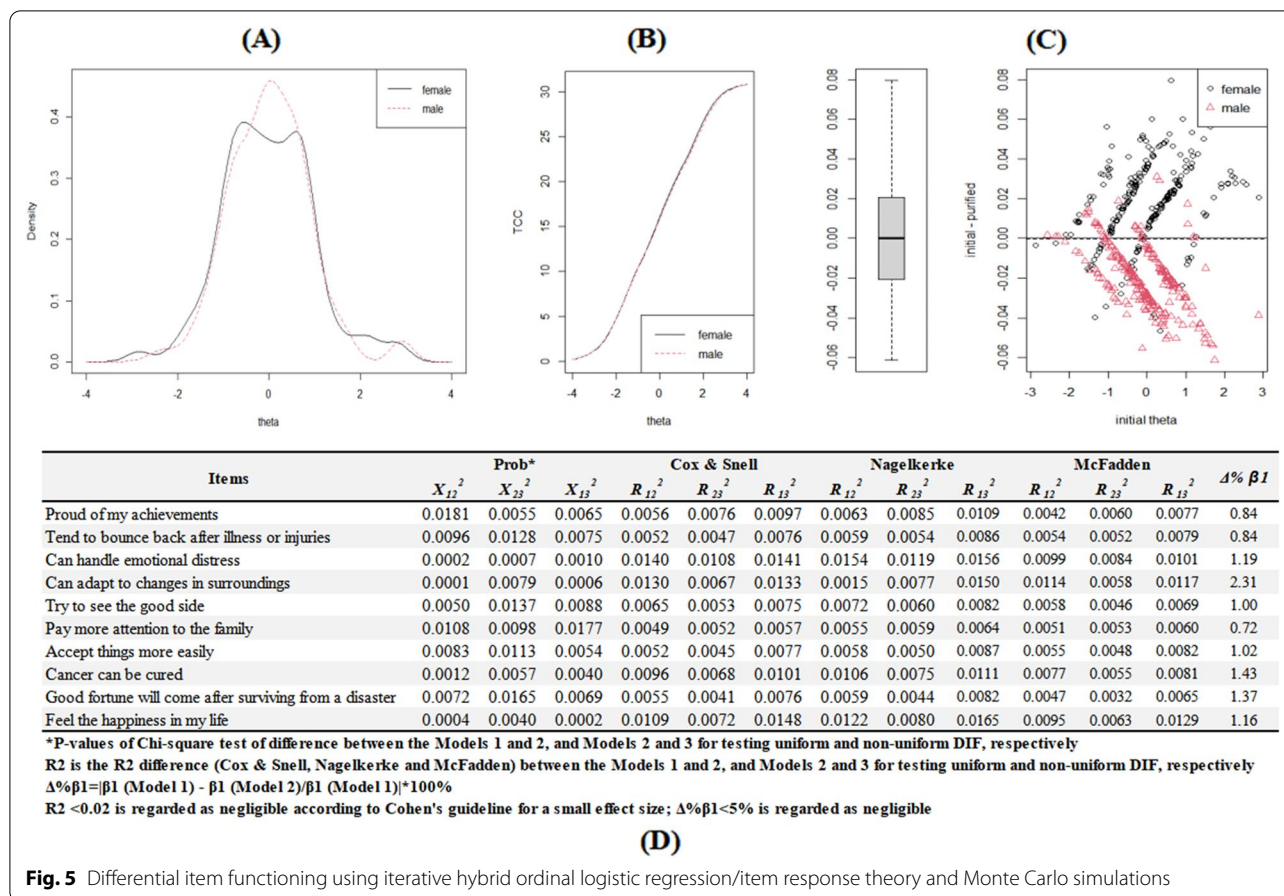 (A)
(B)
(C)
Density
0.0 0.1 0.2 0.3 0.4
-4 -2 0 2 4
theta
female
male
TCC
0 5 10 15 20 25 30
-4 -2 0 2 4
theta
female
male
-0.06 -0.04 -0.02 0.00 0.02 0.04 0.06 0.08
initial - purified
-0.06 -0.04 -0.02 0.00 0.02 0.04 0.06 0.08
-3 -2 -1 0 1 2 3
initial theta
female
male
Items Prob* Cox & Snell Nagelkerke McFadden Δ% β1
X12² X23² X13² R12² R23² R13² R12² R23² R13² R12² R23² R13²
Proud of my achievements 0.0181 0.0055 0.0065 0.0056 0.0076 0.0097 0.0063 0.0085 0.0109 0.0042 0.0060 0.0077 0.84
Tend to bounce back after illness or injuries 0.0096 0.0128 0.0075 0.0052 0.0047 0.0076 0.0059 0.0054 0.0086 0.0054 0.0052 0.0079 0.84
Can handle emotional distress 0.0002 0.0007 0.0010 0.0140 0.0108 0.0141 0.0154 0.0119 0.0156 0.0099 0.0084 0.0101 1.19
Can adapt to changes in surroundings 0.0001 0.0079 0.0006 0.0130 0.0067 0.0133 0.0015 0.0077 0.0150 0.0114 0.0058 0.0117 2.31
Try to see the good side 0.0050 0.0137 0.0088 0.0065 0.0053 0.0075 0.0072 0.0060 0.0082 0.0058 0.0046 0.0069 1.00
Pay more attention to the family 0.0108 0.0098 0.0177 0.0049 0.0052 0.0057 0.0055 0.0059 0.0064 0.0051 0.0053 0.0060 0.72
Accept things more easily 0.0083 0.0113 0.0054 0.0052 0.0045 0.0077 0.0058 0.0050 0.0087 0.0055 0.0048 0.0082 1.02
Cancer can be cured 0.0012 0.0057 0.0040 0.0096 0.0068 0.0101 0.0106 0.0075 0.0111 0.0077 0.0055 0.0081 1.43
Good fortune will come after surviving from a disaster 0.0072 0.0165 0.0069 0.0055 0.0041 0.0076 0.0059 0.0044 0.0082 0.0047 0.0032 0.0065 1.37
Feel the happiness in my life 0.0004 0.0040 0.0002 0.0109 0.0072 0.0148 0.0122 0.0080 0.0165 0.0095 0.0063 0.0129 1.16
*P-values of Chi-square test of difference between the Models 1 and 2, and Models 2 and 3 for testing uniform and non-uniform DIF, respectively
R2 is the R2 difference (Cox & Snell, Nagelkerke and McFadden) between the Models 1 and 2, and Models 2 and 3 for testing uniform and non-uniform DIF, respectively
Δ%β1=|β1 (Model 1) - β1 (Model 2)/β1 (Model 1)|*100%
R2 <0.02 is regarded as negligible according to Cohen's guideline for a small effect size; Δ%β1<5% is regarded as negligible
(D)
Fig. 5 Differential item functioning using iterative hybrid ordinal logistic regression/item response theory and Monte Carlo simulations